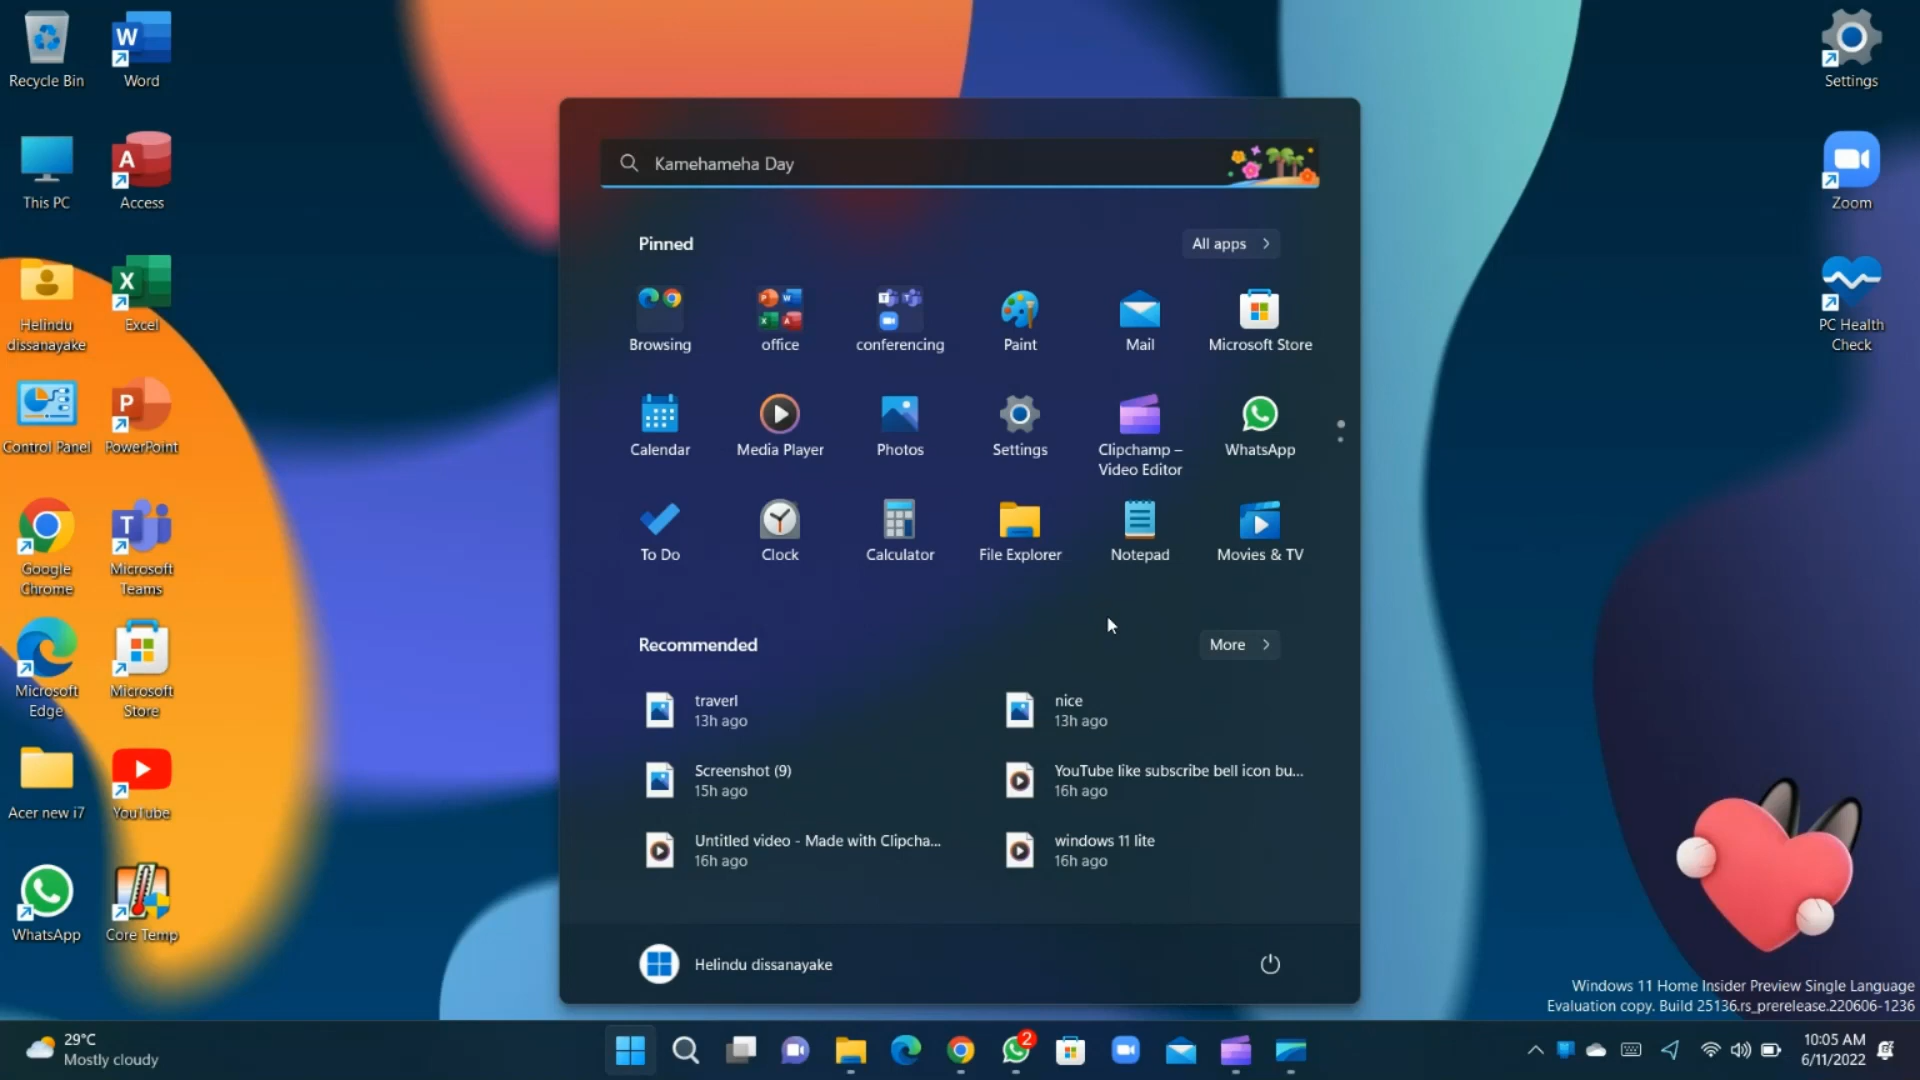 Recycle Bin
Word
This PC
Access
Helindu
dissanayake
Excel
Control Panel
PowerPoint
Google
Chrome
Microsoft
Teams
Microsoft
Edge
Microsoft
Store
Acer new i7
YouTube
WhatsApp
Core Temp
Kamehameha Day
Pinned
All apps
Browsing
office
conferencing
Paint
Mail
Microsoft Store
Calendar
Media Player
Photos
Settings
Clipchamp –
Video Editor
WhatsApp
To Do
Clock
Calculator
File Explorer
Notepad
Movies & TV
Recommended
More
traverl
13h ago
nice
13h ago
Screenshot (9)
15h ago
YouTube like subscribe bell icon bu...
16h ago
Untitled video - Made with Clipcha...
16h ago
windows 11 lite
16h ago
Helindu dissanayake
Settings
Zoom
PC Health
Check
Windows 11 Home Insider Preview Single Language
Evaluation copy. Build 25136.rs_prerelease.220606-1236
29°C
Mostly cloudy
2
10:05 AM
6/11/2022